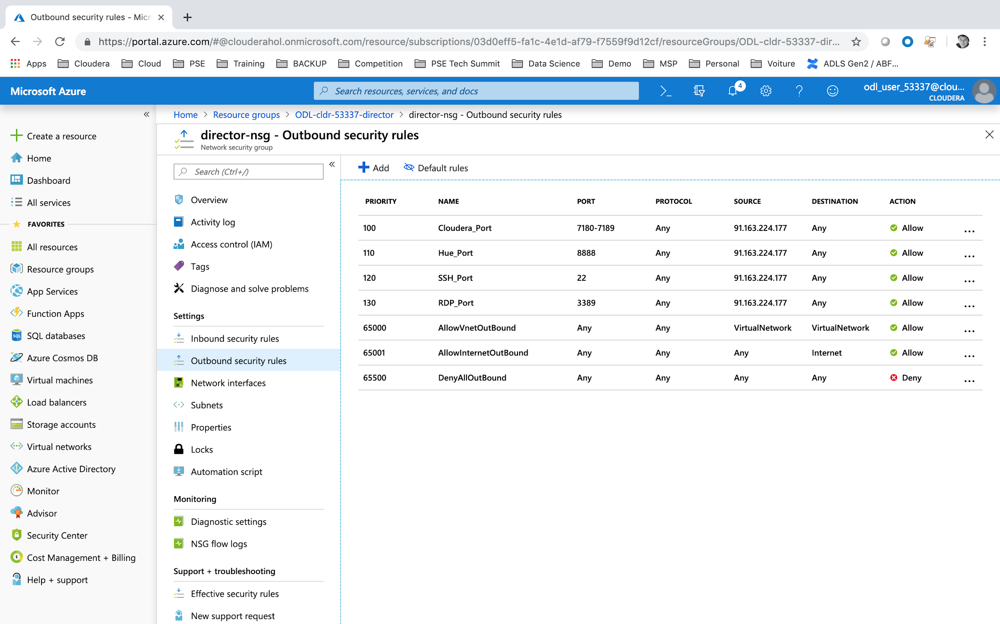 Outbound security rules - Micr
https://portal.azure.com/#@clouderahol.onmicrosoft.com/resource/subscriptions/03d0eff5-fa1c-4e1d-af79-f7559f9d12cf/resourceGroups/ODL-cldr-53337-dir...
Apps Cloudera Cloud PSE Training BACKUP Competition PSE Tech Summit Data Science Demo MSP Personal Voiture ADLS Gen2 / ABF...
Microsoft Azure Search resources, services, and docs 4 odl_user_53337@clou...
CLOUDERA
« Home > Resource groups > ODL-cldr-53337-director > director-nsg - Outbound security rules
Create a resource
Home
Dashboard
All services
FAVORITES
All resources
Resource groups
App Services
Function Apps
SQL SQL databases
Azure Cosmos DB
Virtual machines
Load balancers
Storage accounts
Virtual networks
Azure Active Directory
Monitor
Advisor
Security Center
Cost Management + Billing
Help + support
director-nsg - Outbound security rules
Network security group
Search (Ctrl+/) «
Overview
Activity log
Access control (IAM)
Tags
Diagnose and solve problems
Settings
Inbound security rules
Outbound security rules
Network interfaces
Subnets
Properties
Locks
Automation script
Monitoring
Diagnostic settings
NSG flow logs
Support + troubleshooting
Effective security rules
New support request
Add Default rules
PRIORITY NAME PORT PROTOCOL SOURCE DESTINATION ACTION
100 Cloudera_Port 7180-7189 Any 91.163.224.177 Any Allow ...
110 Hue_Port 8888 Any 91.163.224.177 Any Allow ...
120 SSH_Port 22 Any 91.163.224.177 Any Allow ...
130 RDP_Port 3389 Any 91.163.224.177 Any Allow ...
65000 AllowVnetOutBound Any Any VirtualNetwork VirtualNetwork Allow ...
65001 AllowInternetOutBound Any Any Any Internet Allow ...
65500 DenyAllOutBound Any Any Any Any Deny ...